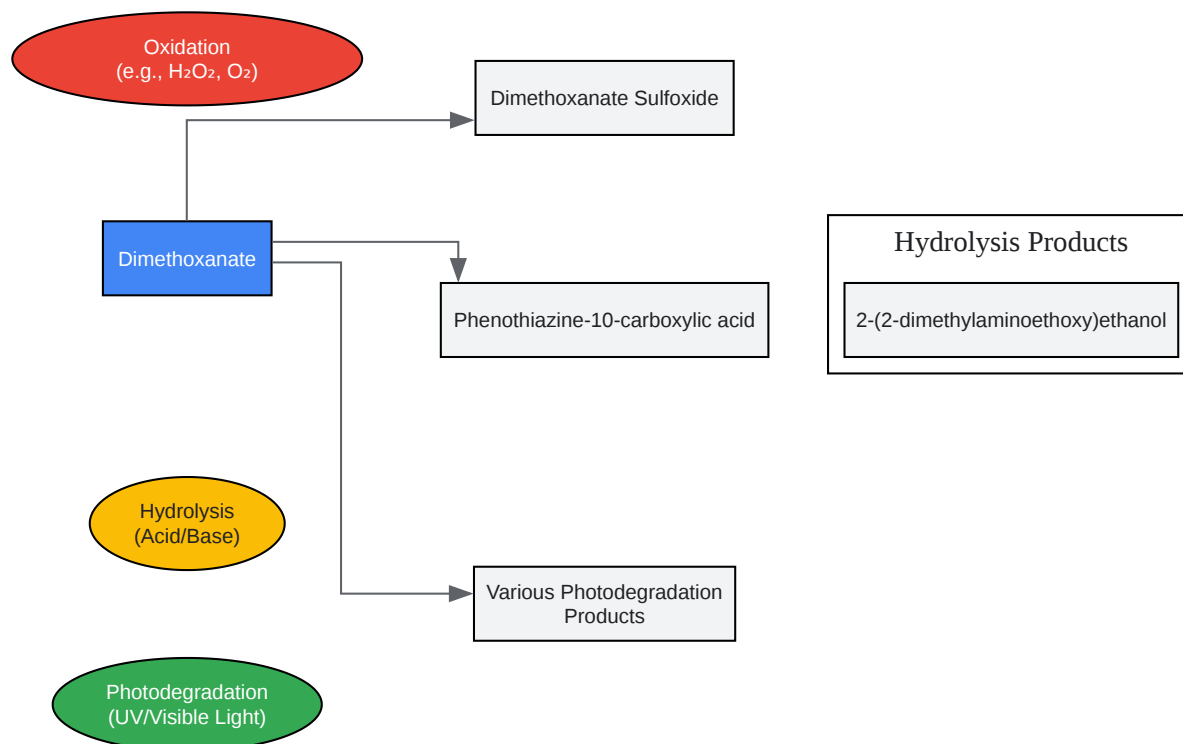 Oxidation
(e.g., H₂O₂, O₂)
Dimethoxanate Sulfoxide
Dimethoxanate
Hydrolysis Products
Phenothiazine-10-carboxylic acid
2-(2-dimethylaminoethoxy)ethanol
Hydrolysis
(Acid/Base)
Various Photodegradation
Products
Photodegradation
(UV/Visible Light)